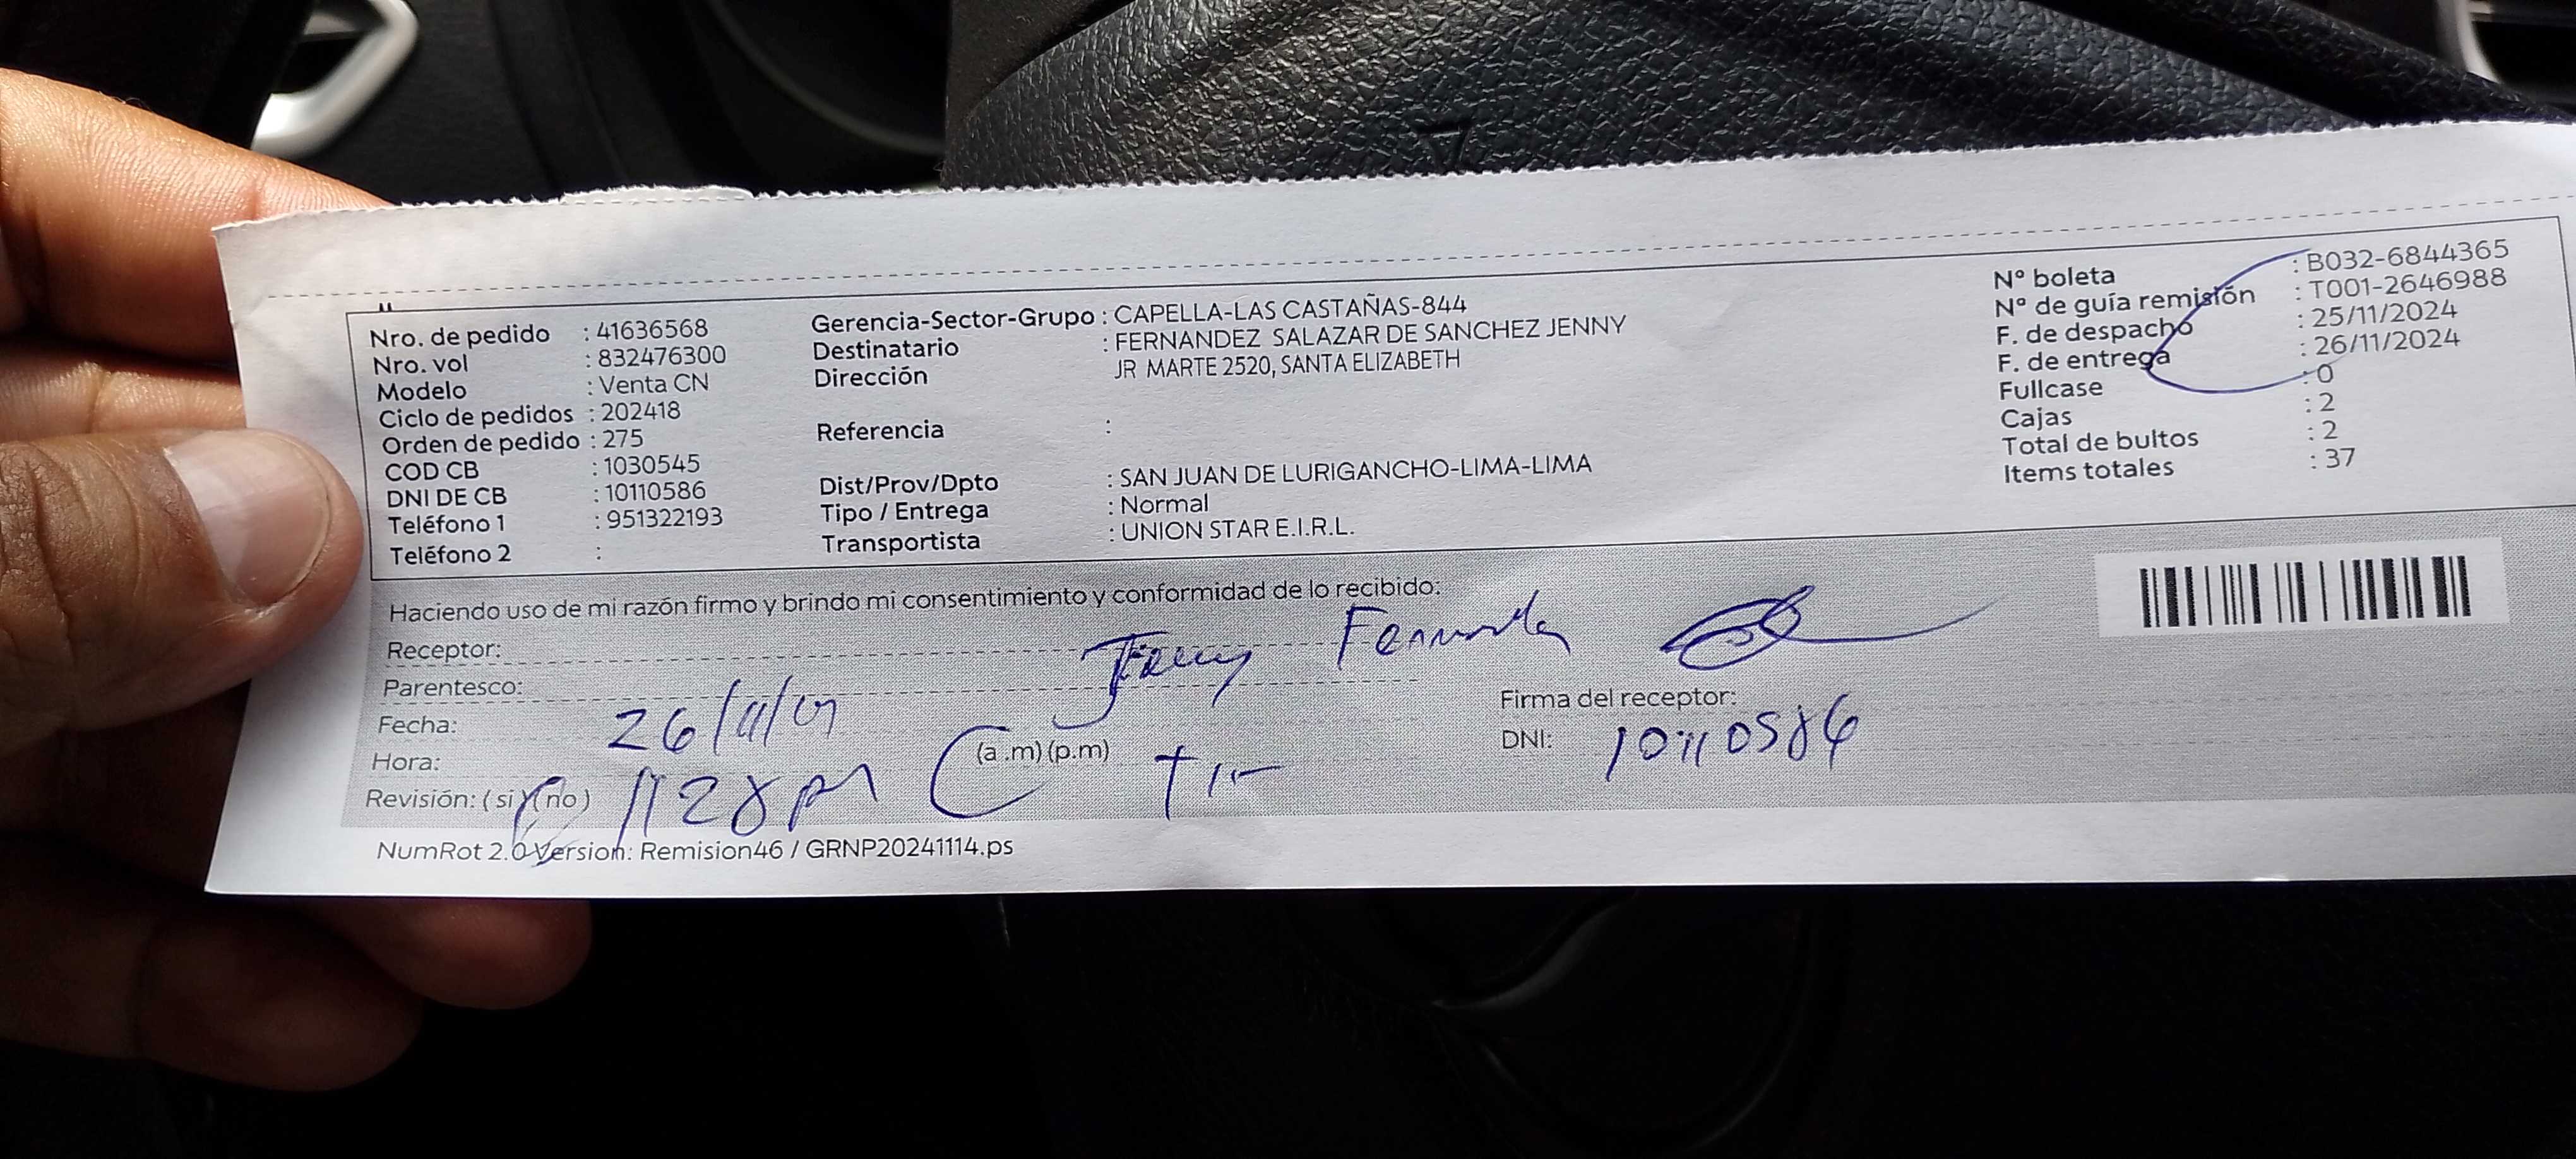 Nro. de pedido : 41636568
Nro. vol : 832476300
Modelo : Venta CN
Ciclo de pedidos : 202418
Orden de pedido : 275
COD CB : 1030545
DNI DE CB : 10110586
Teléfono 1 : 951322193
Teléfono 2 :
Gerencia-Sector-Grupo : CAPELLA-LAS CASTAÑAS-844
Destinatario : FERNANDEZ SALAZAR DE SANCHEZ JENNY
Dirección JR MARTE 2520, SANTA ELIZABETH
Referencia :
Dist/Prov/Dpto : SAN JUAN DE LURIGANCHO-LIMA-LIMA
Tipo / Entrega : Normal
Transportista : UNION STAR E.I.R.L.
N° boleta : B032-6844365
N° de guía remisión : T001-2646988
F. de despacho : 25/11/2024
F. de entrega : 26/11/2024
Fullcase : 0
Cajas : 2
Total de bultos : 2
Items totales : 37
Haciendo uso de mi razón firmo y brindo mi consentimiento y conformidad de lo recibido:
Receptor: Jenny
Parentesco:
Fecha: 26/11/
Hora: (a .m) (p.m)
Revisión: ( si ) ( no ) 1128 pm
Firma del receptor:
DNI: 10110586
NumRot 2.0 Version: Remision46 / GRNP20241114.ps